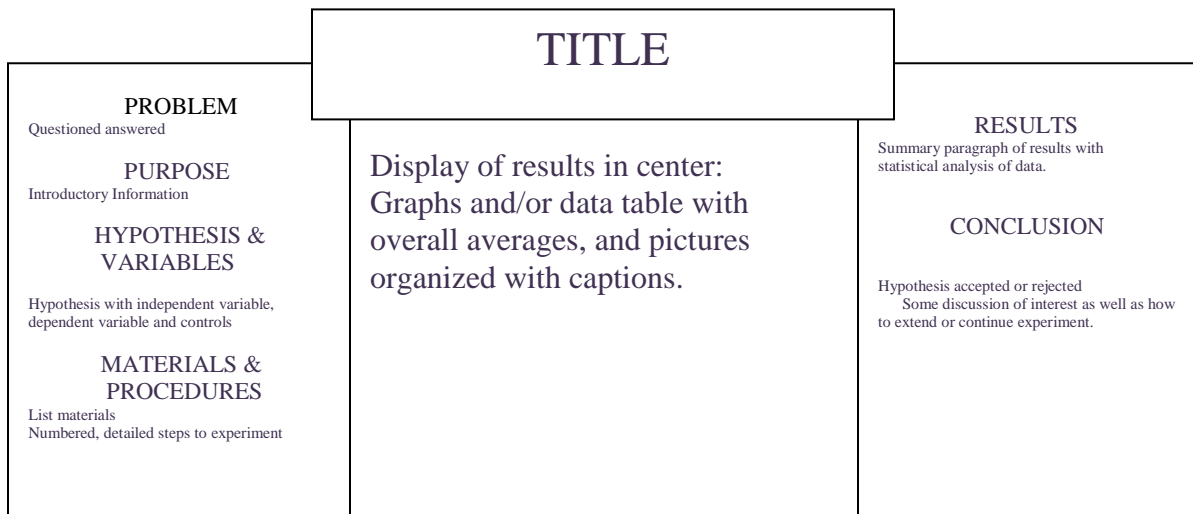 TITLE
PROBLEM
Questioned answered
PURPOSE
Introductory Information
HYPOTHESIS &
VARIABLES
Hypothesis with independent variable,
dependent variable and controls
MATERIALS &
PROCEDURES
List materials
Numbered, detailed steps to experiment
Display of results in center:
Graphs and/or data table with
overall averages, and pictures
organized with captions.
RESULTS
Summary paragraph of results with
statistical analysis of data.
CONCLUSION
Hypothesis accepted or rejected
Some discussion of interest as well as how
to extend or continue experiment.